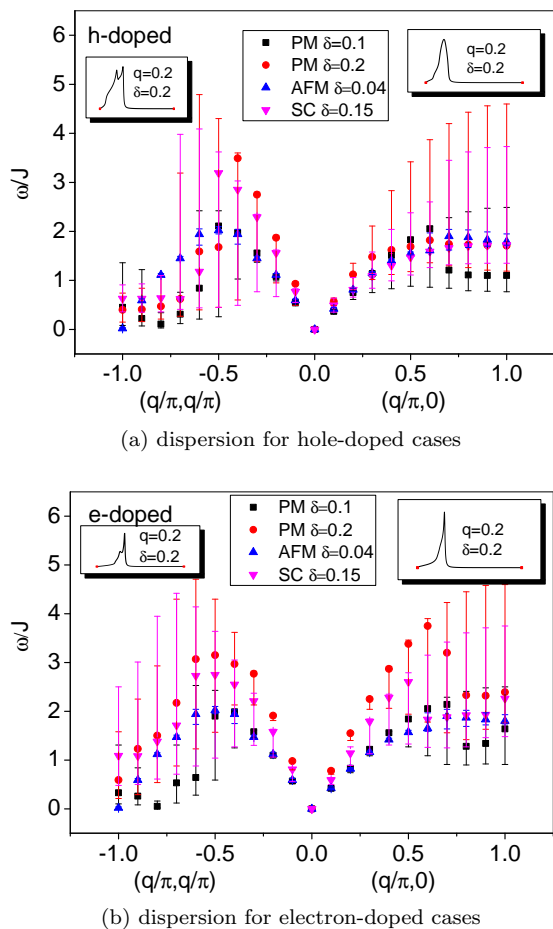 h-doped
q=0.2
δ=0.2
PM δ=0.1
PM δ=0.2
AFM δ=0.04
SC δ=0.15
q=0.2
δ=0.2
6
5
4
3
2
1
0
ω/J
-1.0 -0.5 0.0 0.5 1.0
(q/π,q/π) (q/π,0)
(a) dispersion for hole-doped cases
e-doped
q=0.2
δ=0.2
PM δ=0.1
PM δ=0.2
AFM δ=0.04
SC δ=0.15
q=0.2
δ=0.2
6
5
4
3
2
1
0
ω/J
-1.0 -0.5 0.0 0.5 1.0
(q/π,q/π) (q/π,0)
(b) dispersion for electron-doped cases